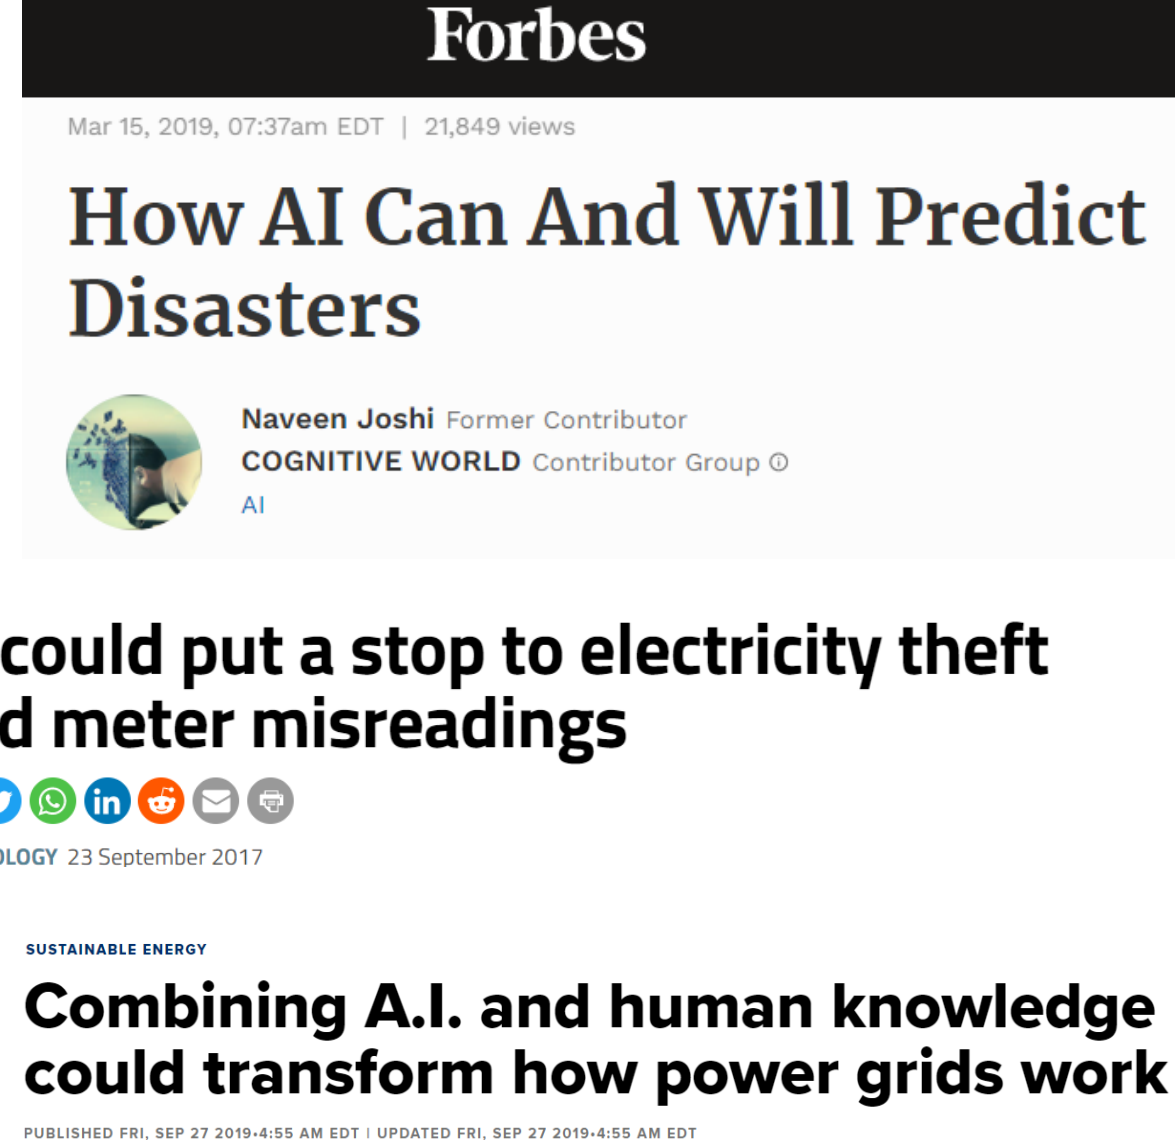 Forbes
Mar 15, 2019, 07:37am EDT | 21,849 views
How AI Can And Will Predict
Disasters
Naveen Joshi Former Contributor
COGNITIVE WORLD Contributor Group
AI
could put a stop to electricity theft
d meter misreadings
in
OLOGY 23 September 2017
SUSTAINABLE ENERGY
Combining A.I. and human knowledge
could transform how power grids work
PUBLISHED FRI, SEP 27 2019•4:55 AM EDT | UPDATED FRI, SEP 27 2019•4:55 AM EDT